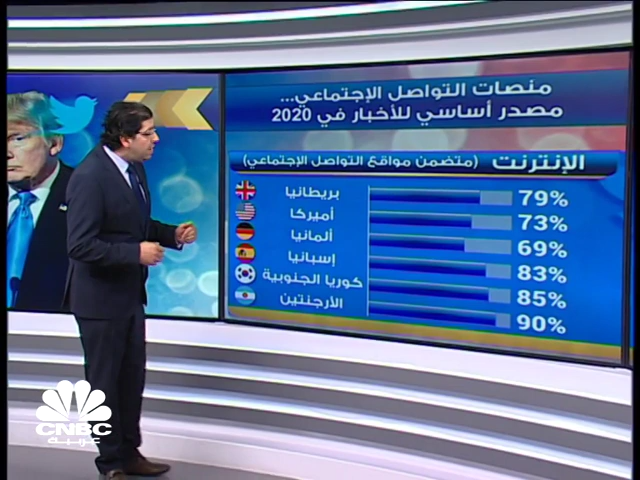 منصات التواصل الإجتماعي...
مصدر أساسي للأخبار في 2020
الإنترنت (متضمن مواقع التواصل الإجتماعي)
بريطانيا 79%
أميركا 73%
ألمانيا 69%
إسبانيا 83%
كوريا الجنوبية 85%
الأرجنتين 90%
CNBC
عربية